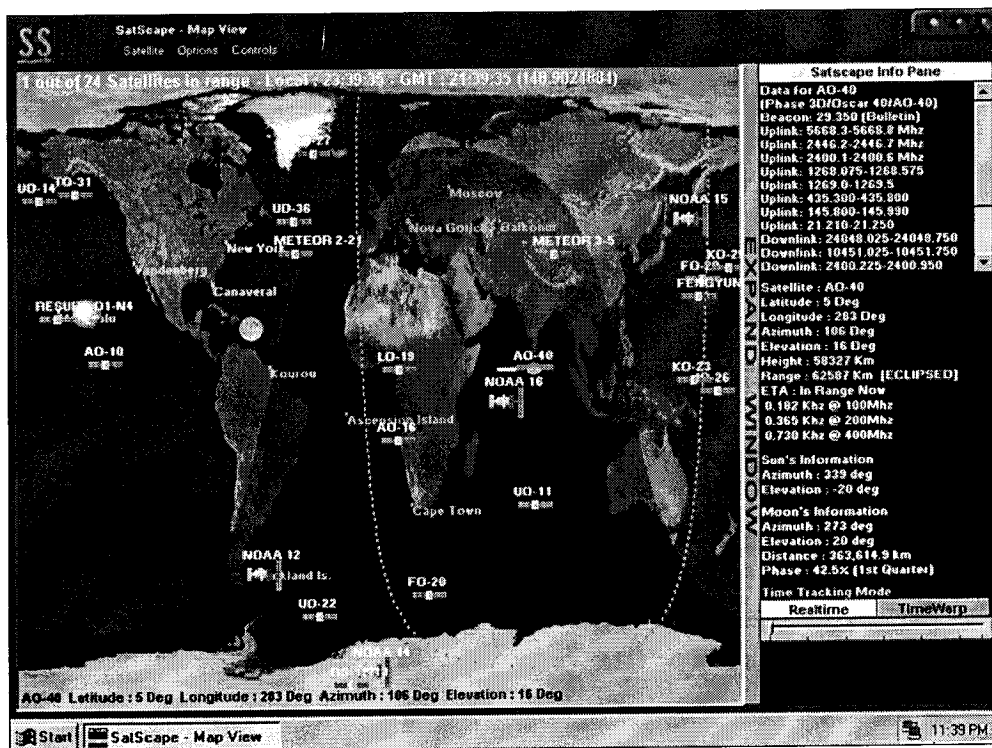 SS
SatScape - Map View
Satellite Options Controls
1 out of 24 Satellites in range - Local : 23:39:35 - GMT : 21:39:35
UO-14
TO-31
UO-36
METEOR 2-21
New York
Vandenberg
Canaveral
AO-10
Kourou
Moscow
Baikonur
METEOR 3-5
NOAA 15
FENGYUN
LO-19
AO-40
NOAA 16
KO-23
Ascension Island
AO-16
UO-11
Cape Town
NOAA 12
FO-20
UO-22
NOAA 14
AO-40 Latitude : 5 Deg Longitude : 283 Deg Azimuth : 106 Deg Elevation : 16 Deg
EXPAND WINDOW
Satscape Info Pane
Data for AO-40
(Phase 3D/Oscar 40/AO-40)
Beacon: 29.350 (Bulletin)
Uplink: 5668.3-5668.8 Mhz
Uplink: 2446.2-2446.7 Mhz
Uplink: 2400.1-2400.6 Mhz
Uplink: 1268.075-1268.575
Uplink: 1269.0-1269.5
Uplink: 435.300-435.800
Uplink: 145.800-145.990
Uplink: 21.210-21.250
Downlink: 24048.025-24048.750
Downlink: 10451.025-10451.750
Downlink: 2400.225-2400.950
Satellite : AO-40
Latitude : 5 Deg
Longitude : 283 Deg
Azimuth : 106 Deg
Elevation : 16 Deg
Height : 58327 Km
Range : 62587 Km [ECLIPSED]
ETA : In Range Now
0.182 Khz @ 100Mhz
0.365 Khz @ 200Mhz
0.730 Khz @ 400Mhz
Sun's Information
Azimuth : 339 deg
Elevation : -20 deg
Moon's Information
Azimuth : 273 deg
Elevation : 20 deg
Distance : 363,614.9 km
Phase : 42.5% (1st Quarter)
Time Tracking Mode
Realtime
TimeWarp
Start
SatScape - Map View
11:39 PM